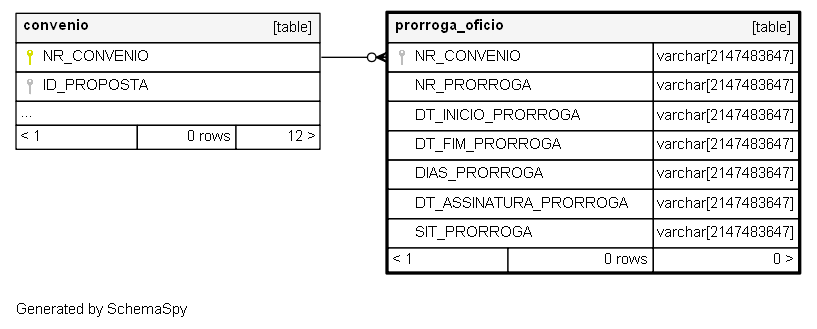 convenio [table]
NR_CONVENIO
ID_PROPOSTA
...
< 1 0 rows 12 >
prorroga_oficio [table]
NR_CONVENIO varchar[2147483647]
NR_PRORROGA varchar[2147483647]
DT_INICIO_PRORROGA varchar[2147483647]
DT_FIM_PRORROGA varchar[2147483647]
DIAS_PRORROGA varchar[2147483647]
DT_ASSINATURA_PRORROGA varchar[2147483647]
SIT_PRORROGA varchar[2147483647]
< 1 0 rows 0 >
Generated by SchemaSpy